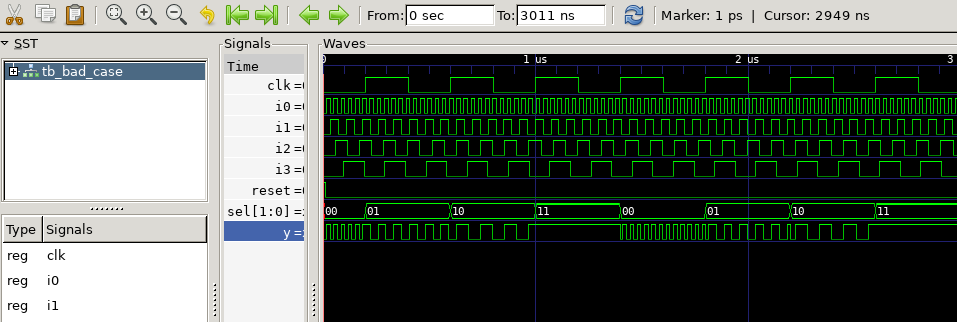 From: 0 sec To: 3011 ns Marker: 1 ps | Cursor: 2949 ns
SST
tb_bad_case
Type Signals
reg clk
reg i0
reg i1
Signals
Time
clk =
i0 =
i1 =
i2 =
i3 =
reset =
sel[1:0] =
y =
Waves
0 1 us 2 us 3
00 01 10 11 00 01 10 11